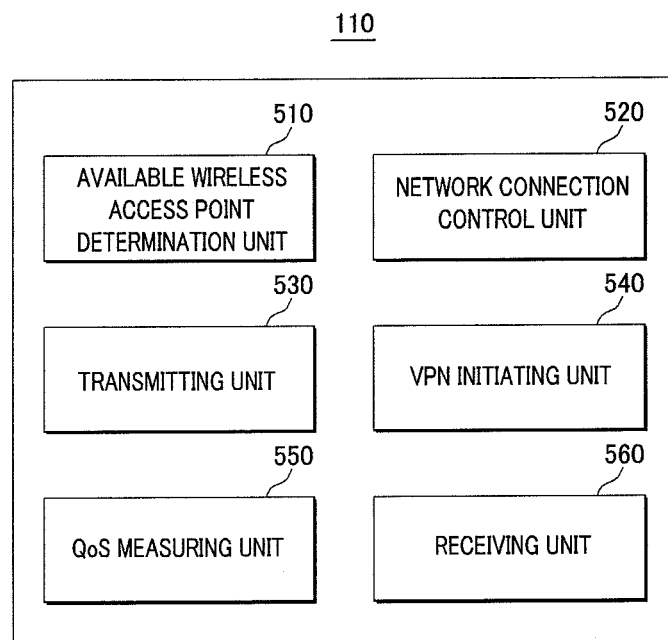 110
510
520
AVAILABLE WIRELESS
ACCESS POINT
DETERMINATION UNIT
NETWORK CONNECTION
CONTROL UNIT
530
540
TRANSMITTING UNIT
VPN INITIATING UNIT
550
560
QoS MEASURING UNIT
RECEIVING UNIT